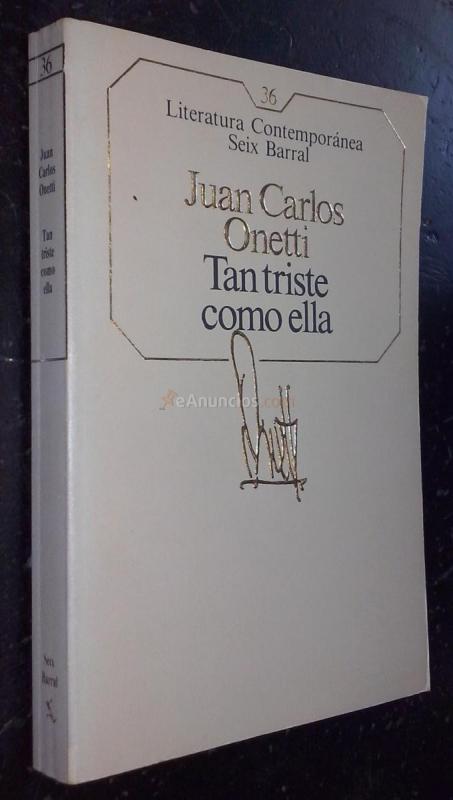 36
Literatura Contemporánea
Seix Barral
Juan Carlos
Onetti
Tan triste
como ella
eAnuncios.com
36
Juan
Carlos
Onetti
Tan
triste
como
ella
Seix
Barral